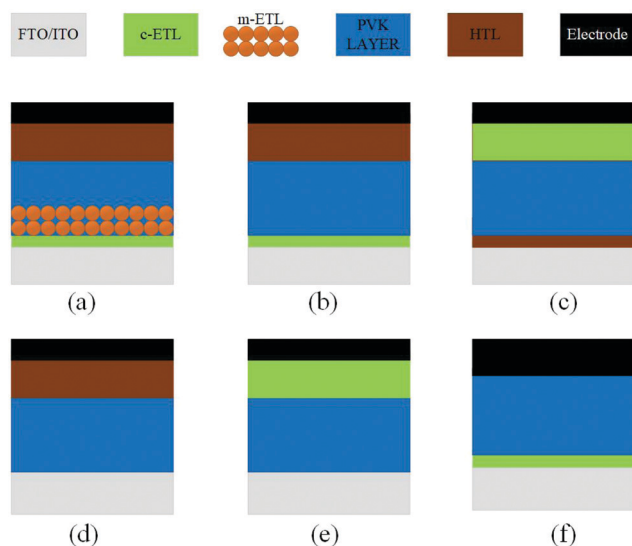 FTO/ITO
c-ETL
m-ETL
PVK
LAYER
HTL
Electrode
(a)
(b)
(c)
(d)
(e)
(f)